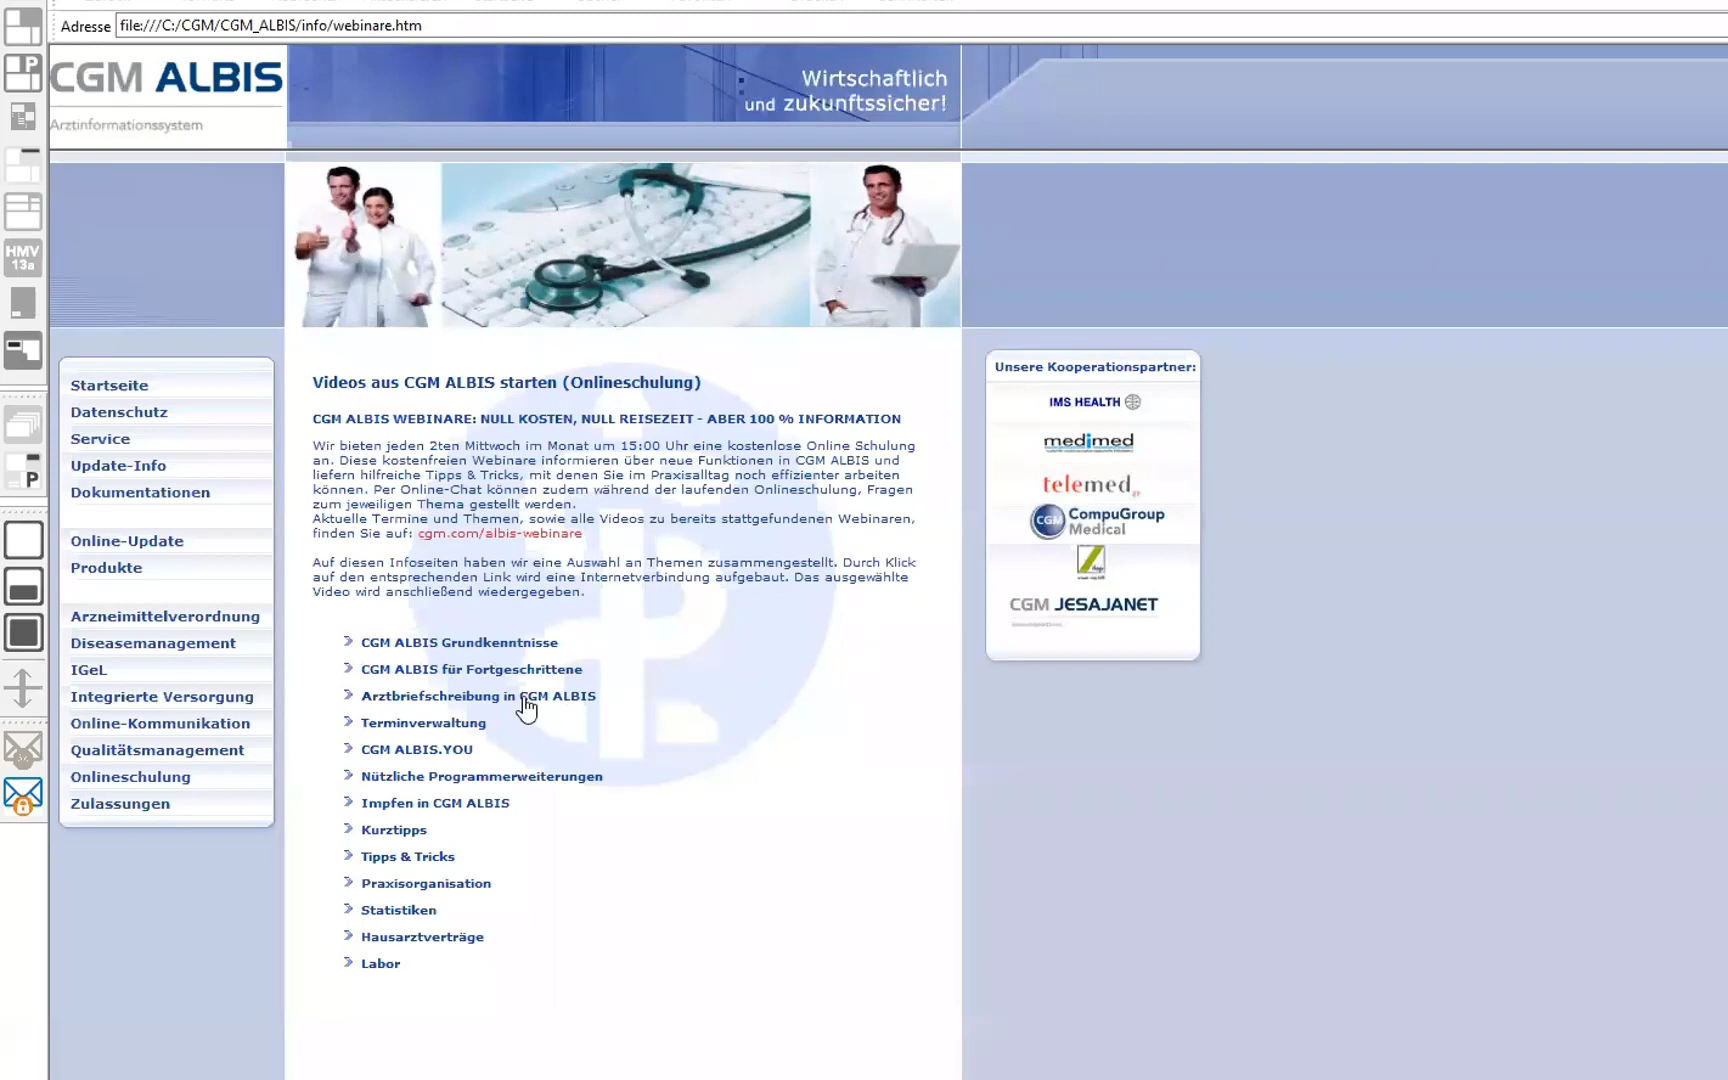 Adresse file:///C:/CGM/CGM_ALBIS/info/webinare.htm
CGM ALBIS
Arztinformationssystem
Wirtschaftlich
und zukunftssicher!
P
HMV
13a
P
Startseite
Datenschutz
Service
Update-Info
Dokumentationen
Online-Update
Produkte
Arzneimittelverordnung
Diseasemanagement
IGeL
Integrierte Versorgung
Online-Kommunikation
Qualitätsmanagement
Onlineschulung
Zulassungen
Videos aus CGM ALBIS starten (Onlineschulung)
CGM ALBIS WEBINARE: NULL KOSTEN, NULL REISEZEIT - ABER 100 % INFORMATION
Wir bieten jeden 2ten Mittwoch im Monat um 15:00 Uhr eine kostenlose Online Schulung
an. Diese kostenfreien Webinare informieren über neue Funktionen in CGM ALBIS und
liefern hilfreiche Tipps & Tricks, mit denen Sie im Praxisalltag noch effizienter arbeiten
können. Per Online-Chat können zudem während der laufenden Onlineschulung, Fragen
zum jeweiligen Thema gestellt werden.
Aktuelle Termine und Themen, sowie alle Videos zu bereits stattgefundenen Webinaren,
finden Sie auf: cgm.com/albis-webinare
Auf diesen Infoseiten haben wir eine Auswahl an Themen zusammengestellt. Durch Klick
auf den entsprechenden Link wird eine Internetverbindung aufgebaut. Das ausgewählte
Video wird anschließend wiedergegeben.
CGM ALBIS Grundkenntnisse
CGM ALBIS für Fortgeschrittene
Arztbriefschreibung in CGM ALBIS
Terminverwaltung
CGM ALBIS.YOU
Nützliche Programmerweiterungen
Impfen in CGM ALBIS
Kurztipps
Tipps & Tricks
Praxisorganisation
Statistiken
Hausarztverträge
Labor
Unsere Kooperationspartner:
IMS HEALTH
medimed
telemed
CGM CompuGroup
Medical
CGM JESAJANET